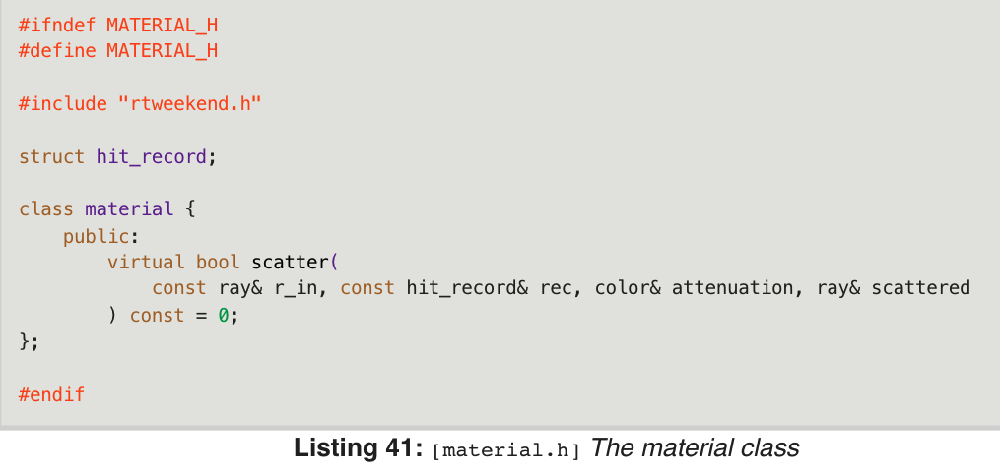 #ifndef MATERIAL_H
#define MATERIAL_H
#include "rtweekend.h"
struct hit_record;
class material {
    public:
        virtual bool scatter(
            const ray& r_in, const hit_record& rec, color& attenuation, ray& scattered
        ) const = 0;
};
#endif
Listing 41: [material.h] The material class